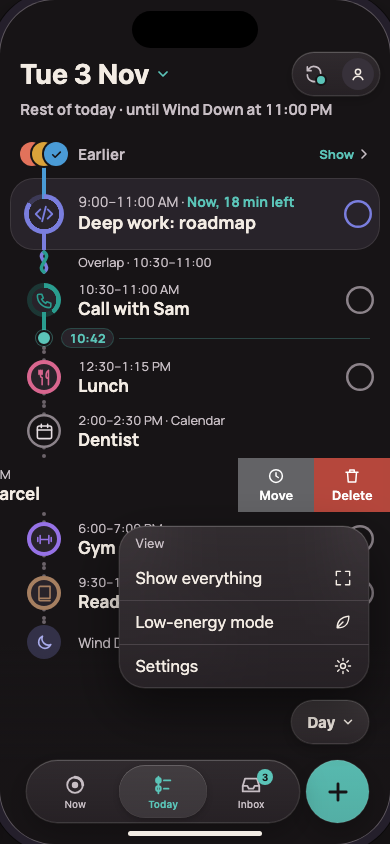 Tue 3 Nov
Rest of today · until Wind Down at 11:00 PM
Earlier
Show
9:00–11:00 AM · Now, 18 min left
Deep work: roadmap
Overlap · 10:30–11:00
10:30–11:00 AM
Call with Sam
10:42
12:30–1:15 PM
Lunch
2:00–2:30 PM · Calendar
Dentist
M
arcel
Move
Delete
6:00–7:00 PM
Gym
View
Show everything
9:30–1
Read
Low-energy mode
Wind D
Settings
Day
Now
Today
Inbox
3